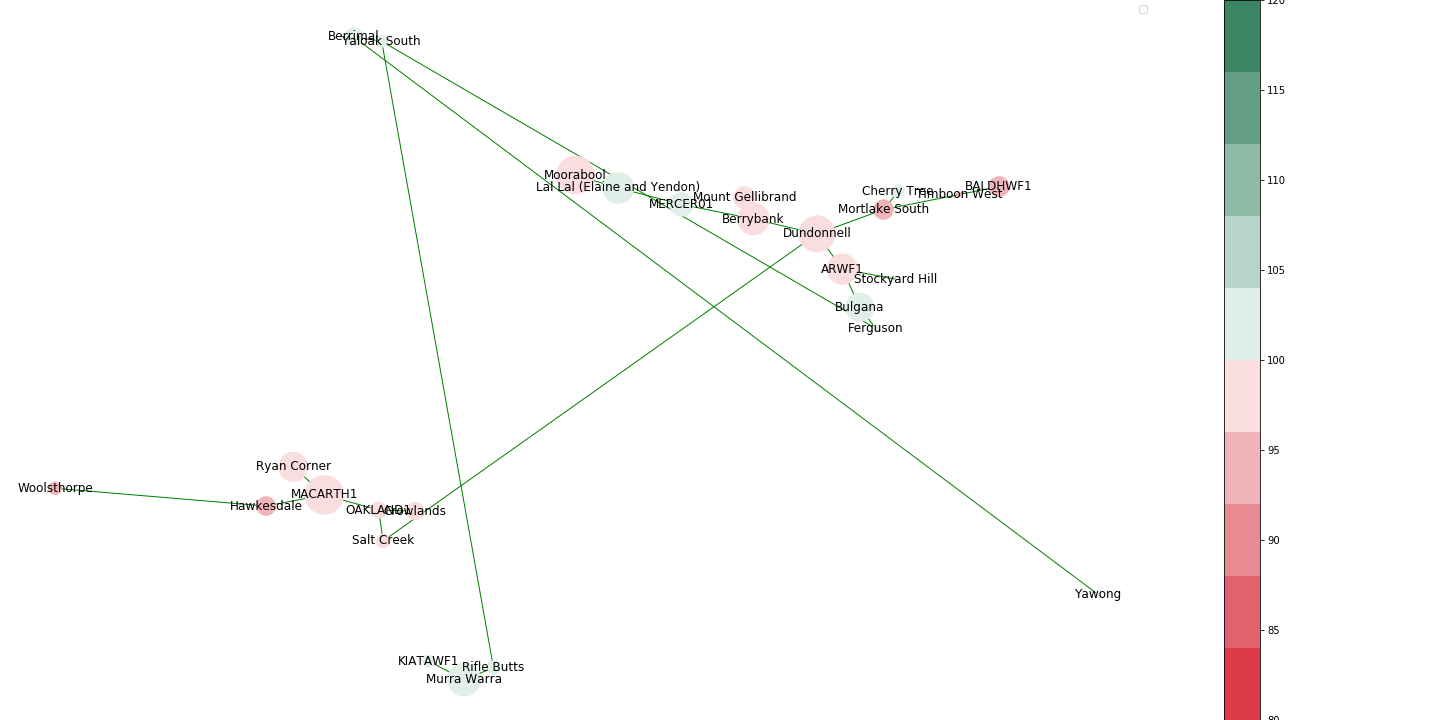 120
Berrimal
Yaloak South
115
Moorabool
Lal Lal (Elaine and Yendon)
Mount Gellibrand
MERCER01
Cherry Tree
BALDHWF1
Timboon West
110
Berrybank
Mortlake South
Dundonnell
ARWF1
Stockyard Hill
105
Bulgana
Ferguson
100
Ryan Corner
95
Woolsthorpe
MACARTH1
Hawkesdale
OAKLAND1
Crowlands
Salt Creek
90
Yawong
85
KIATAWF1
Rifle Butts
Murra Warra
80